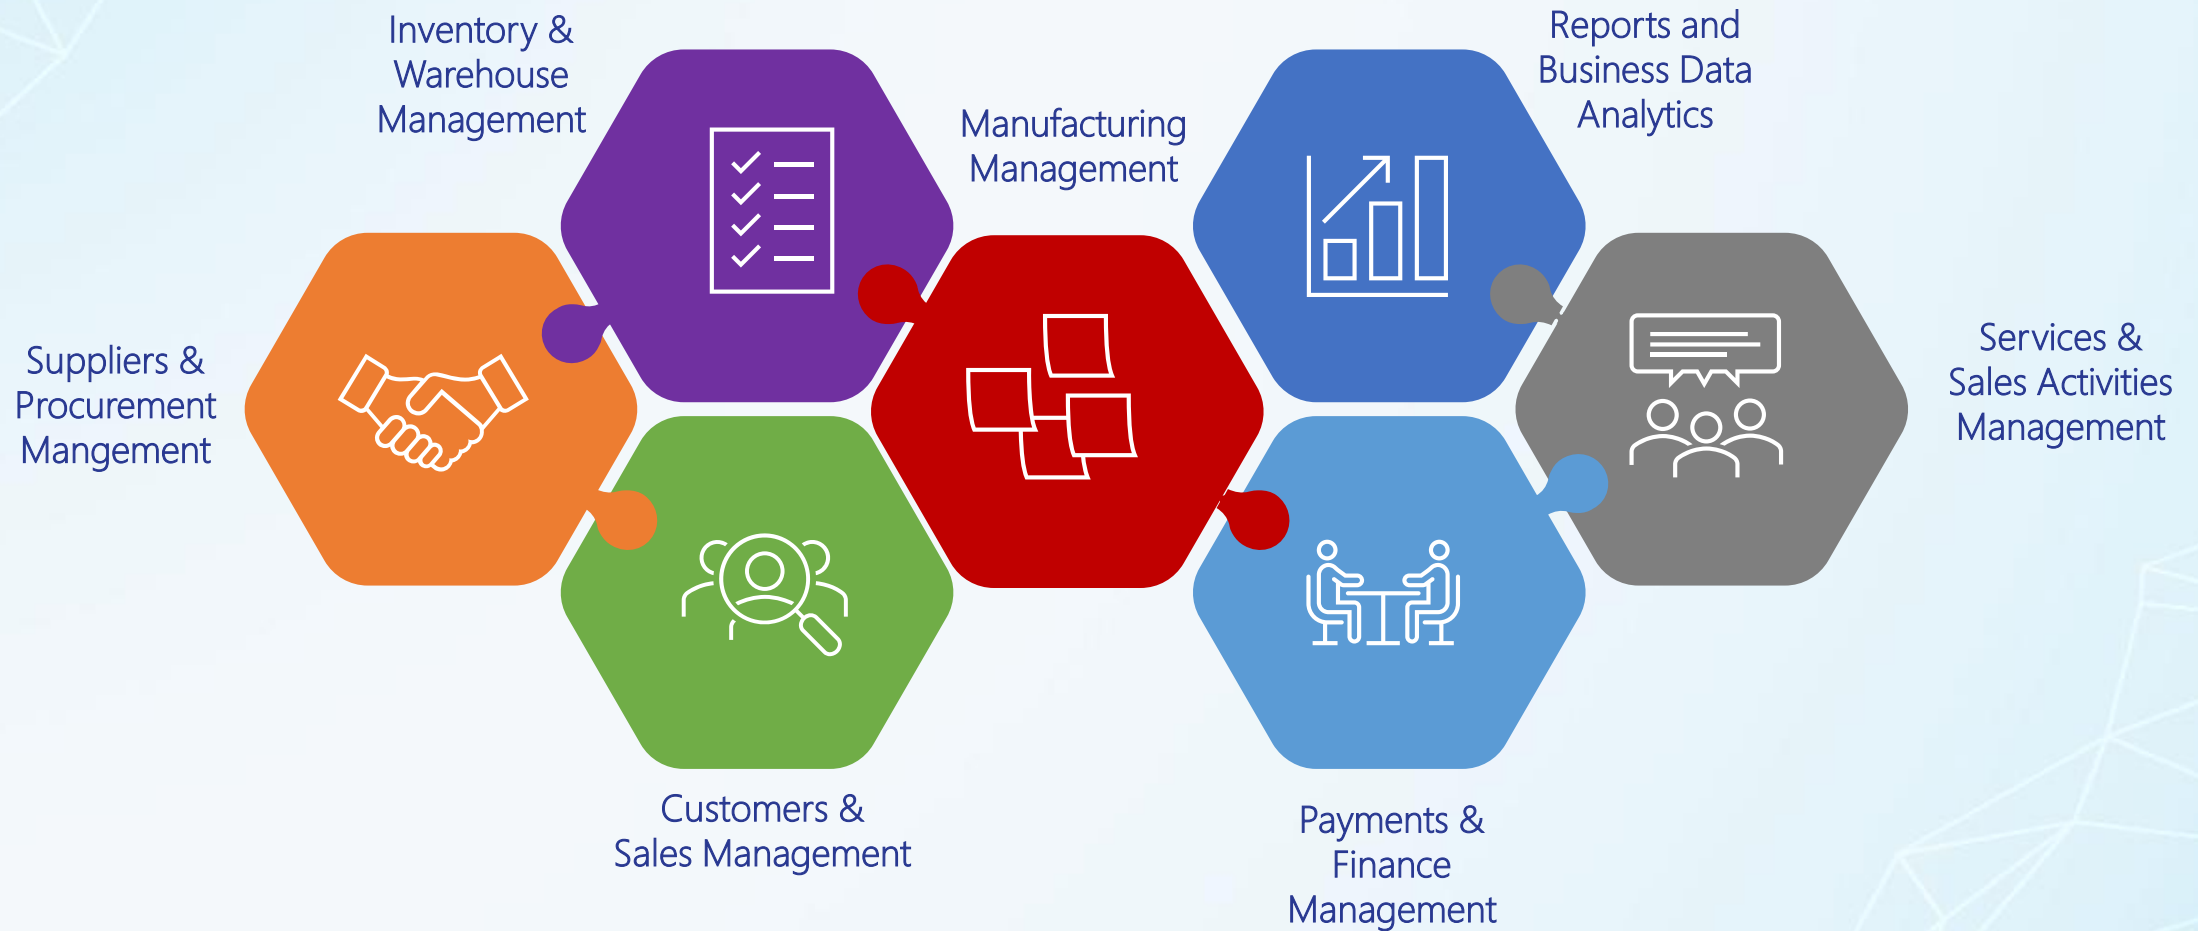 Inventory &
Warehouse
Management
Reports and
Business Data
Analytics
Manufacturing
Management
Suppliers &
Procurement
Mangement
Services &
Sales Activities
Management
Customers &
Sales Management
Payments &
Finance
Management